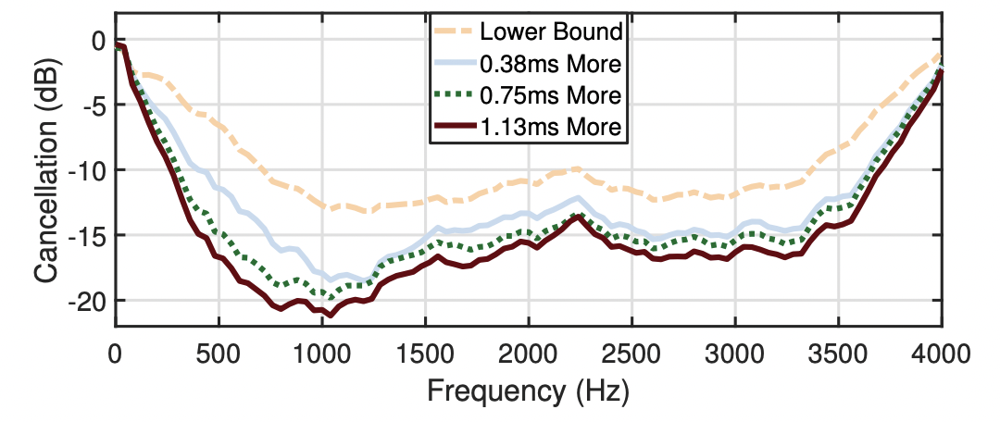 Lower Bound
0.38ms More
0.75ms More
1.13ms More
0
-5
-10
-15
-20
Cancellation (dB)
0 500 1000 1500 2000 2500 3000 3500 4000
Frequency (Hz)